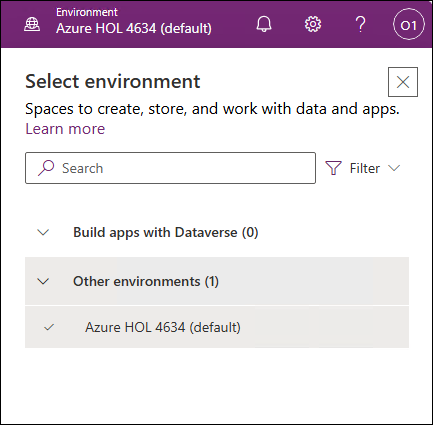 Environment
Azure HOL 4634 (default)
O1
Select environment
Spaces to create, store, and work with data and apps.
Learn more
Search
Filter
Build apps with Dataverse (0)
Other environments (1)
Azure HOL 4634 (default)